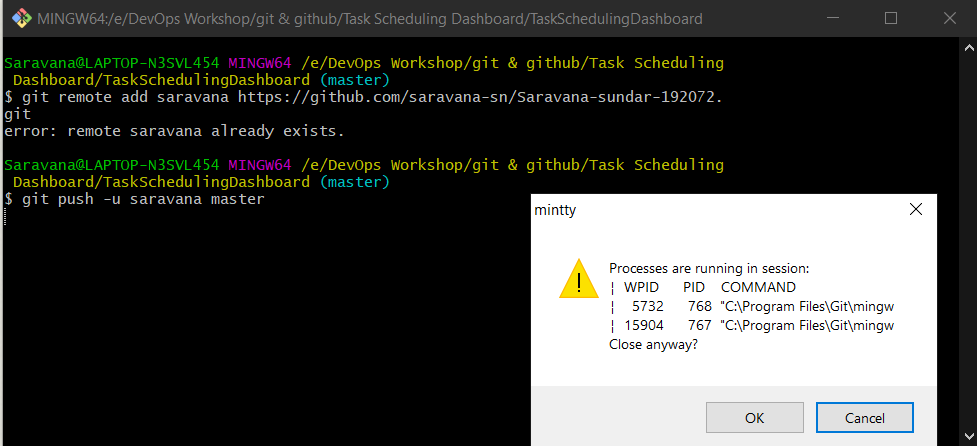 MINGW64:/e/DevOps Workshop/git & github/Task Scheduling Dashboard/TaskSchedulingDashboard
Saravana@LAPTOP-N3SVL454 MINGW64 /e/DevOps Workshop/git & github/Task Scheduling
Dashboard/TaskSchedulingDashboard (master)
$ git remote add saravana https://github.com/saravana-sn/Saravana-sundar-192072.
git
error: remote saravana already exists.
Saravana@LAPTOP-N3SVL454 MINGW64 /e/DevOps Workshop/git & github/Task Scheduling
Dashboard/TaskSchedulingDashboard (master)
$ git push -u saravana master
mintty
Processes are running in session:
¦ WPID PID COMMAND
¦ 5732 768 "C:\Program Files\Git\mingw
¦ 15904 767 "C:\Program Files\Git\mingw
Close anyway?
OK Cancel